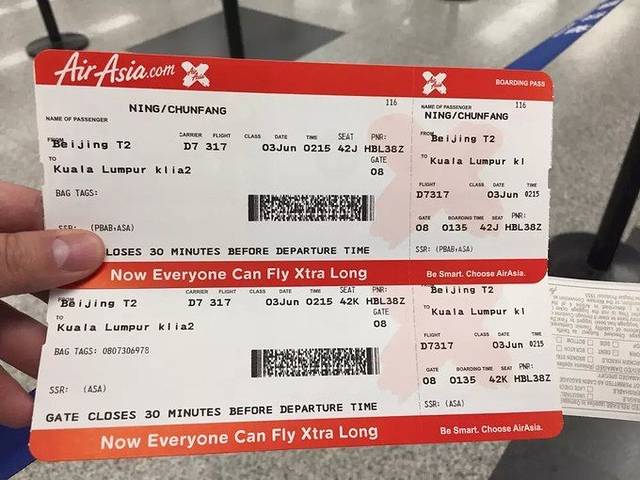 AirAsia.com
BOARDING PASS
116
116
NAME OF PASSENGER
NING/CHUNFANG
NAME OF PASSENGER
NING/CHUNFANG
FROM CARRIER FLIGHT CLASS DATE TIME SEAT PNR:
Beijing T2 D7 317 03Jun 0215 42J HBL38Z
TO GATE
Kuala Lumpur klia2 08
BAG TAGS:
SSR: (PBAB,ASA)
LOSES 30 MINUTES BEFORE DEPARTURE TIME
Now Everyone Can Fly Xtra Long
FROM
Beijing T2
TO
Kuala Lumpur kl
FLIGHT CLASS DATE TIME
D7317 03Jun 0215
GATE BOARDING TIME SEAT PNR:
08 0135 42J HBL38Z
SSR: (PBAB,ASA)
Be Smart. Choose AirAsia.
CARRIER FLIGHT CLASS DATE TIME SEAT PNR:
Beijing T2 D7 317 03Jun 0215 42K HBL38Z
TO GATE
Kuala Lumpur klia2 08
BAG TAGS: 0807306978
SSR: (ASA)
GATE CLOSES 30 MINUTES BEFORE DEPARTURE TIME
Now Everyone Can Fly Xtra Long
Beijing T2
TO
Kuala Lumpur kl
FLIGHT CLASS DATE TIME
D7317 03Jun 0215
GATE BOARDING TIME SEAT PNR:
08 0135 42K HBL38Z
SSR: (ASA)
Be Smart. Choose AirAsia.